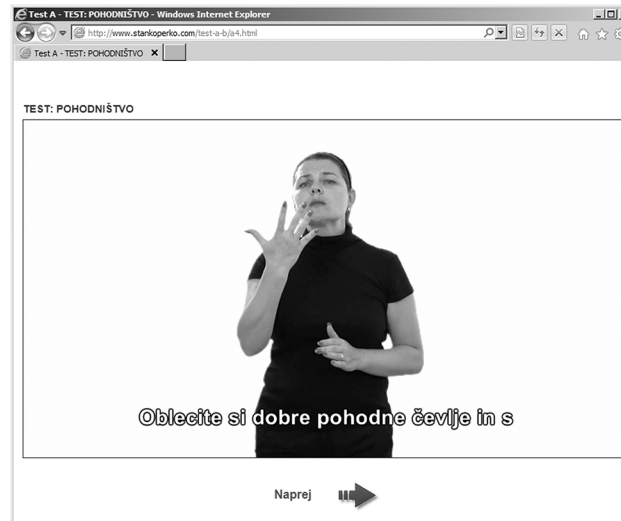 Test A - TEST: POHODNIŠTVO - Windows Internet Explorer
http://www.stankoperko.com/test-a-b/a4.html
Test A - TEST: POHODNIŠTVO
TEST: POHODNIŠTVO
Oblecite si dobre pohodne čevlje in s
Naprej